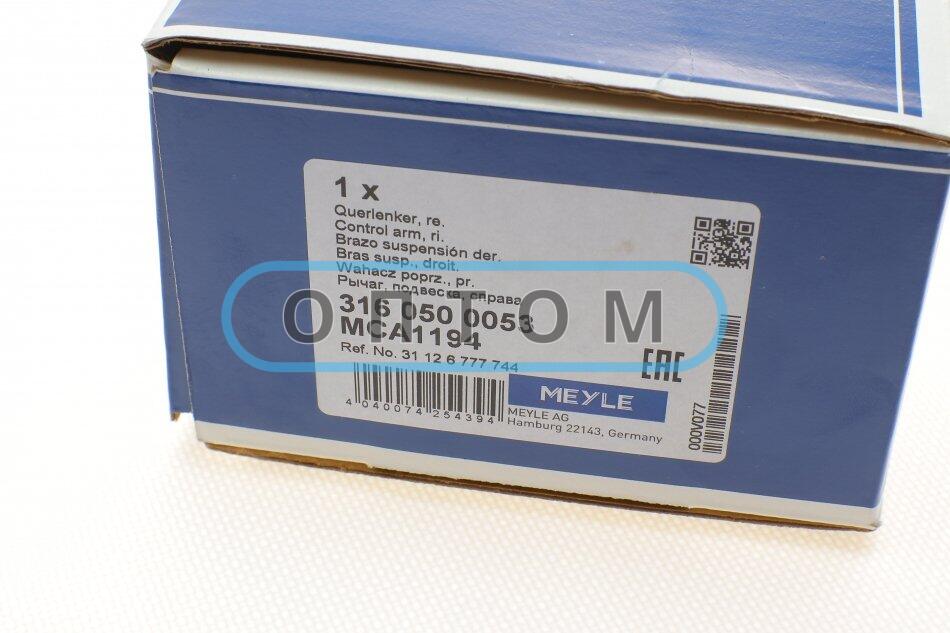 1 x
Querlenker, re.
Control arm, ri.
Brazo suspensión der.
Bras susp., droit.
Wahacz poprz., pr.
Рычаг, подвеска, справа
316 050 0053
MCA1194
Ref. No. 31 12 6 777 744
4 040074 254394
MEYLE
MEYLE AG
Hamburg 22143, Germany
EAC
000V077
ОПТОМ